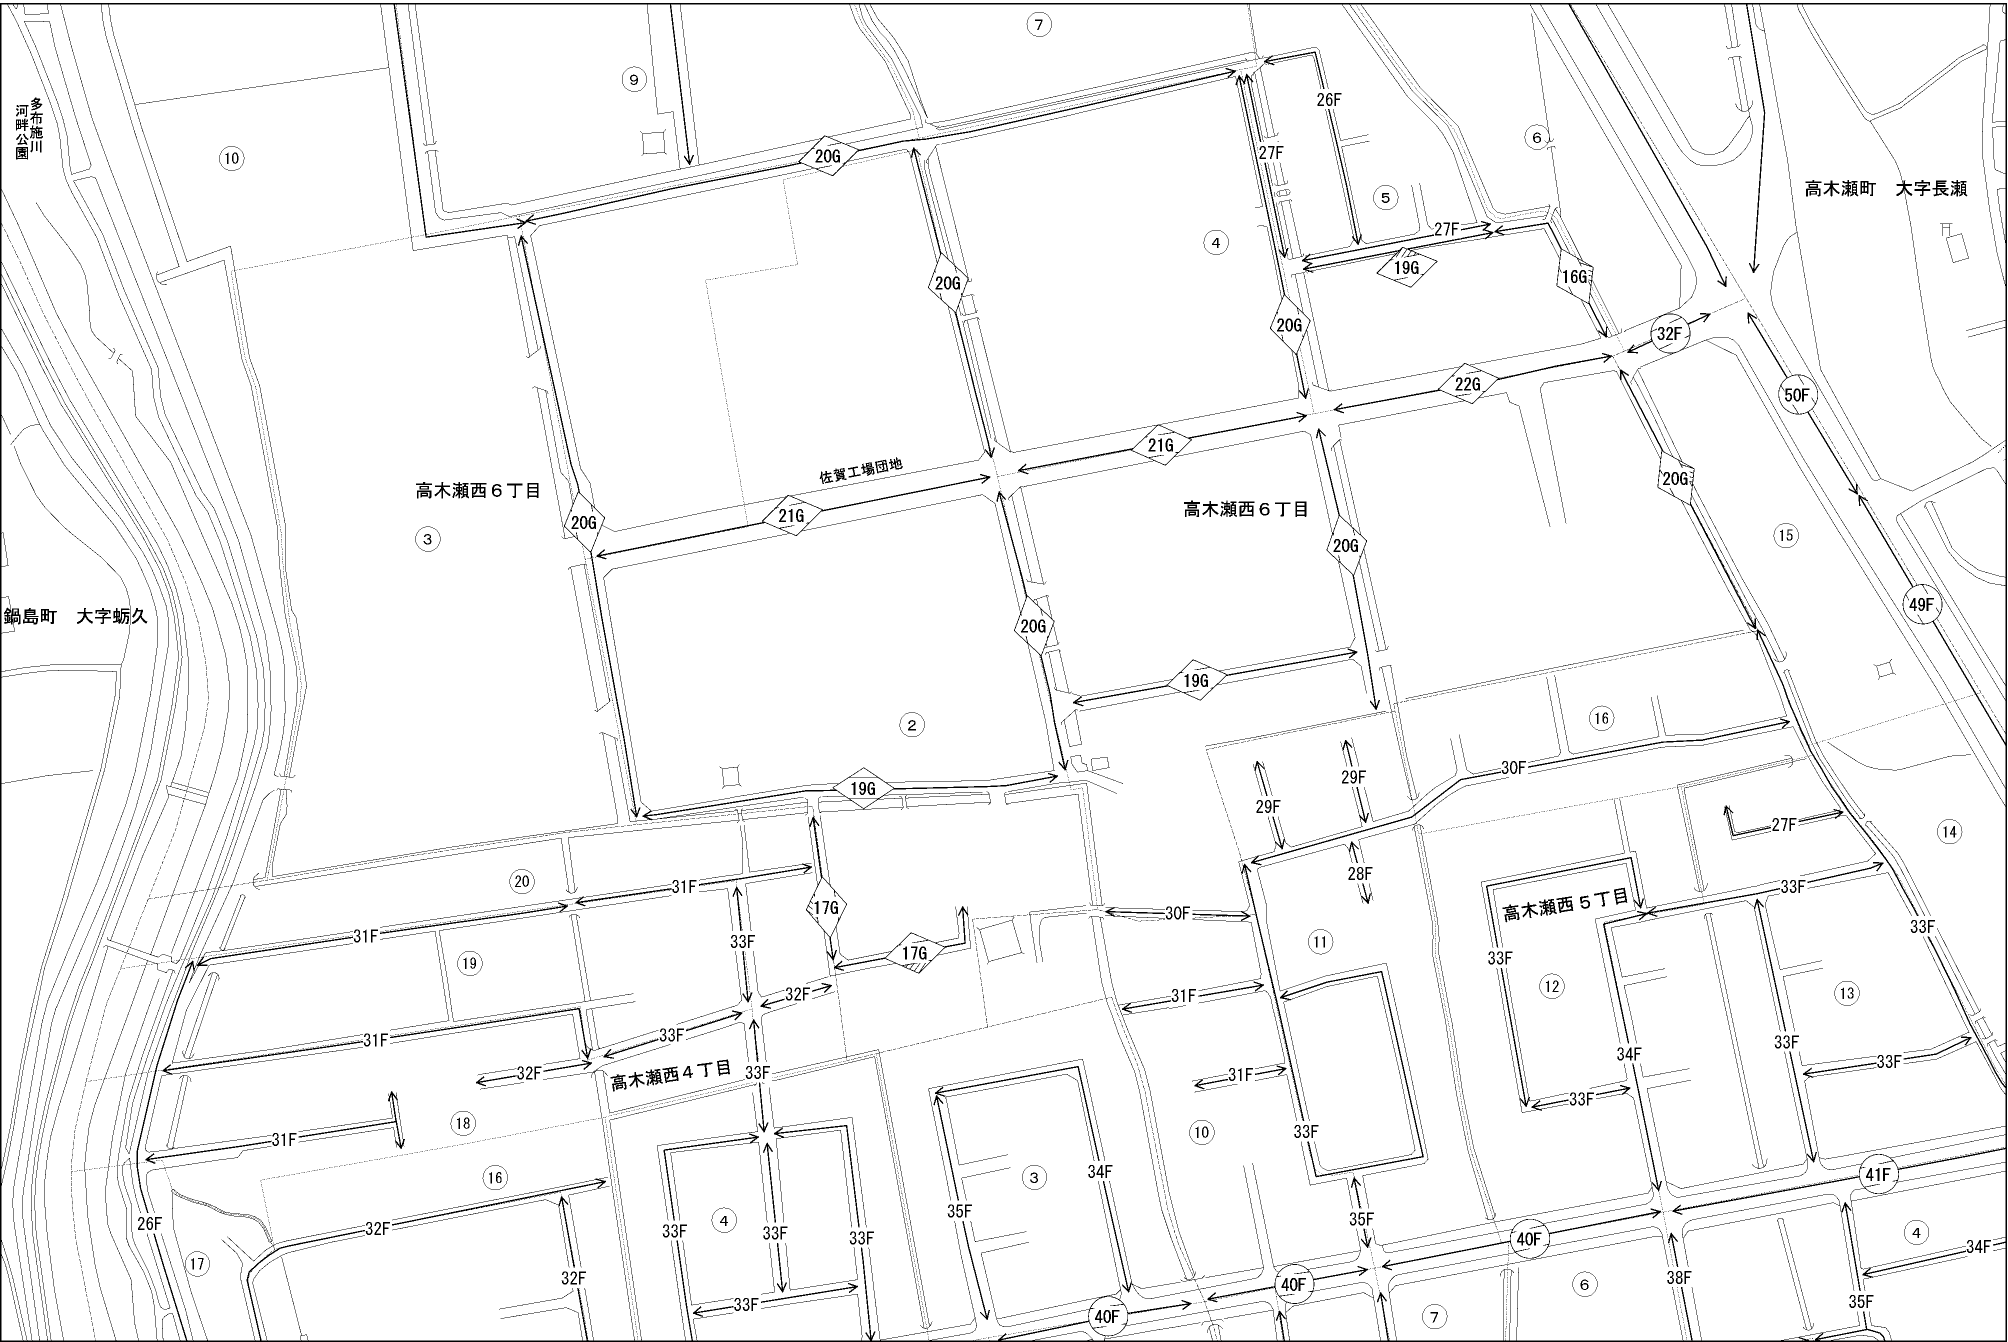 ⑦
⑨
⑥
多布施川
河畔公園
⑩
26F
27F
20G
⑤
高木瀬町 大字長瀬
④
27F
19G
16G
20G
20G
32F
22G
50F
21G
佐賀工場団地
20G
高木瀬西6丁目
高木瀬西6丁目
21G
20G
③
20G
⑮
49F
鍋島町 大字蛎久
20G
19G
②
⑯
30F
29F
29F
19G
27F
⑭
28F
⑳
31F
33F
17G
高木瀬西5丁目
30F
33F
31F
33F
⑪
17G
33F
⑲
⑫
⑬
32F
31F
33F
31F
33F
34F
33F
32F
高木瀬西4丁目
33F
31F
33F
⑱
31F
⑩
33F
⑯
③
34F
41F
26F
32F
33F
④
33F
33F
35F
35F
40F
④
34F
⑰
32F
33F
40F
⑥
38F
35F
40F
⑦